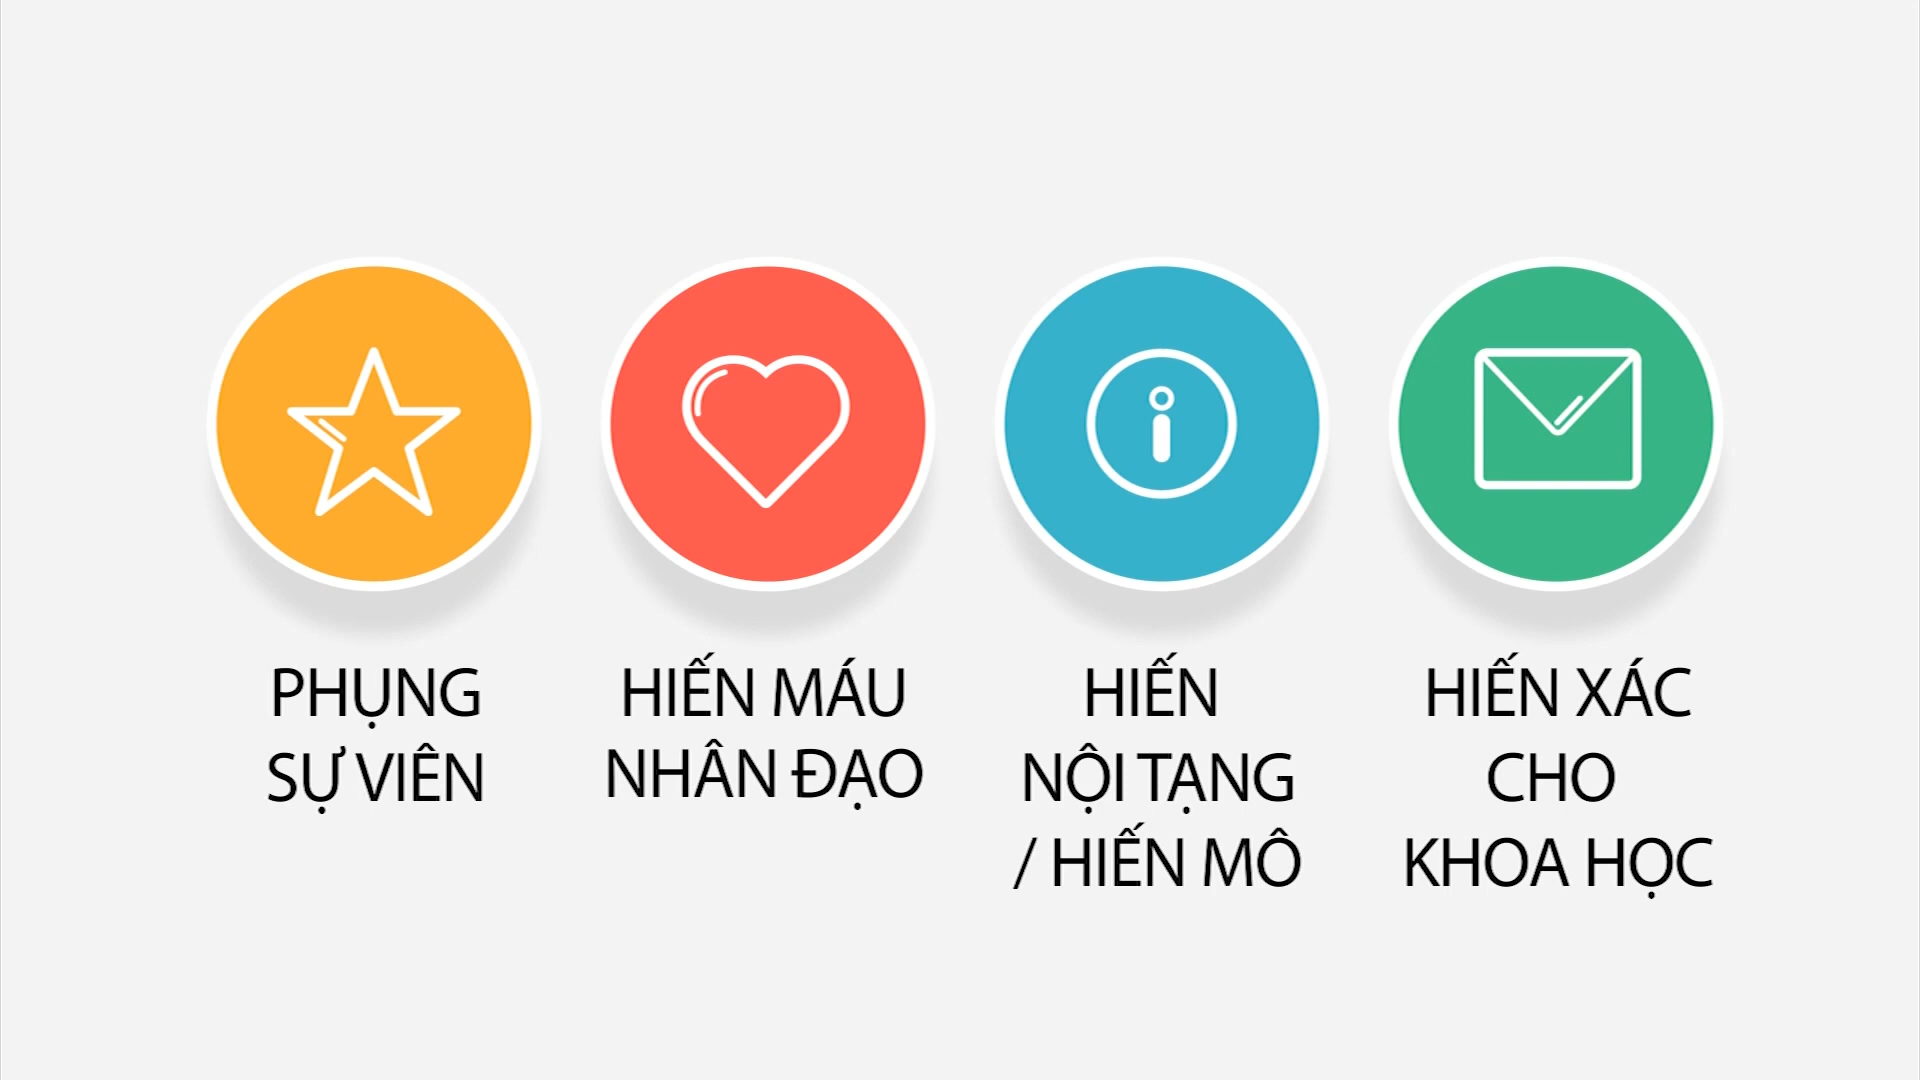 PHỤNG
SỰ VIÊN
HIẾN MÁU
NHÂN ĐẠO
HIẾN
NỘI TẠNG
/ HIẾN MÔ
HIẾN XÁC
CHO
KHOA HỌC